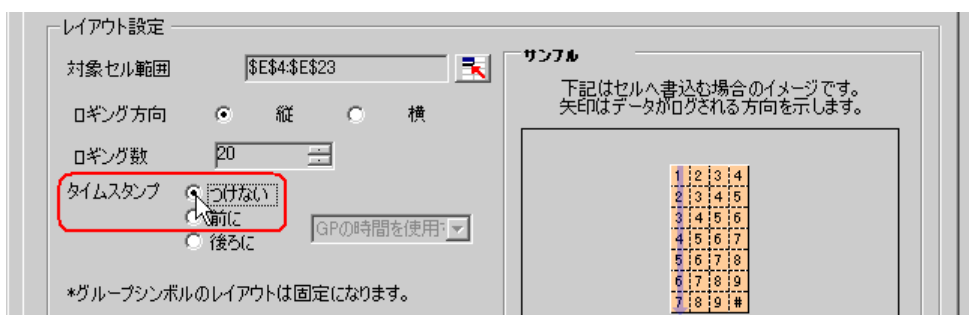 レイアウト設定
対象セル範囲 $E$4:$E$23
ロギング方向 縦 横
ロギング数 20
タイムスタンプ つけない
前に
後ろに
GPの時間を使用
*グループシンボルのレイアウトは固定になります。
サンプル
下記はセルへ書込む場合のイメージです。
矢印はデータがログされる方向を示します。
1 2 3 4
2 3 4 5
3 4 5 6
4 5 6 7
5 6 7 8
6 7 8 9
7 8 9 #